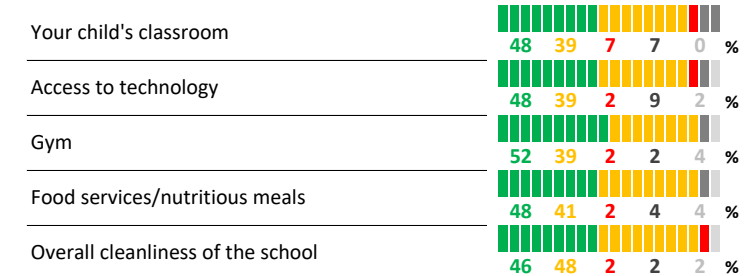 Your child's classroom
48 39 7 7 0 %
Access to technology
48 39 2 9 2 %
Gym
52 39 2 2 4 %
Food services/nutritious meals
48 41 2 4 4 %
Overall cleanliness of the school
46 48 2 2 2 %